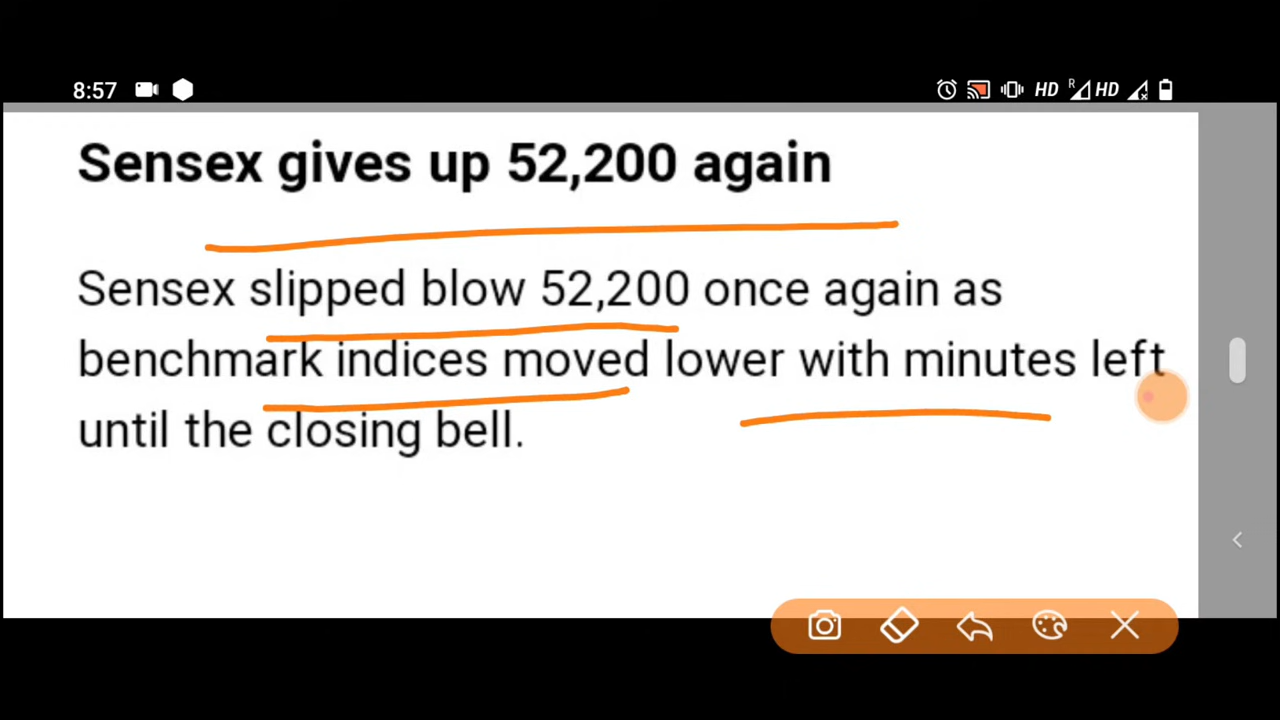 8:57 HD R HD
Sensex gives up 52,200 again
Sensex slipped blow 52,200 once again as
benchmark indices moved lower with minutes left
until the closing bell.